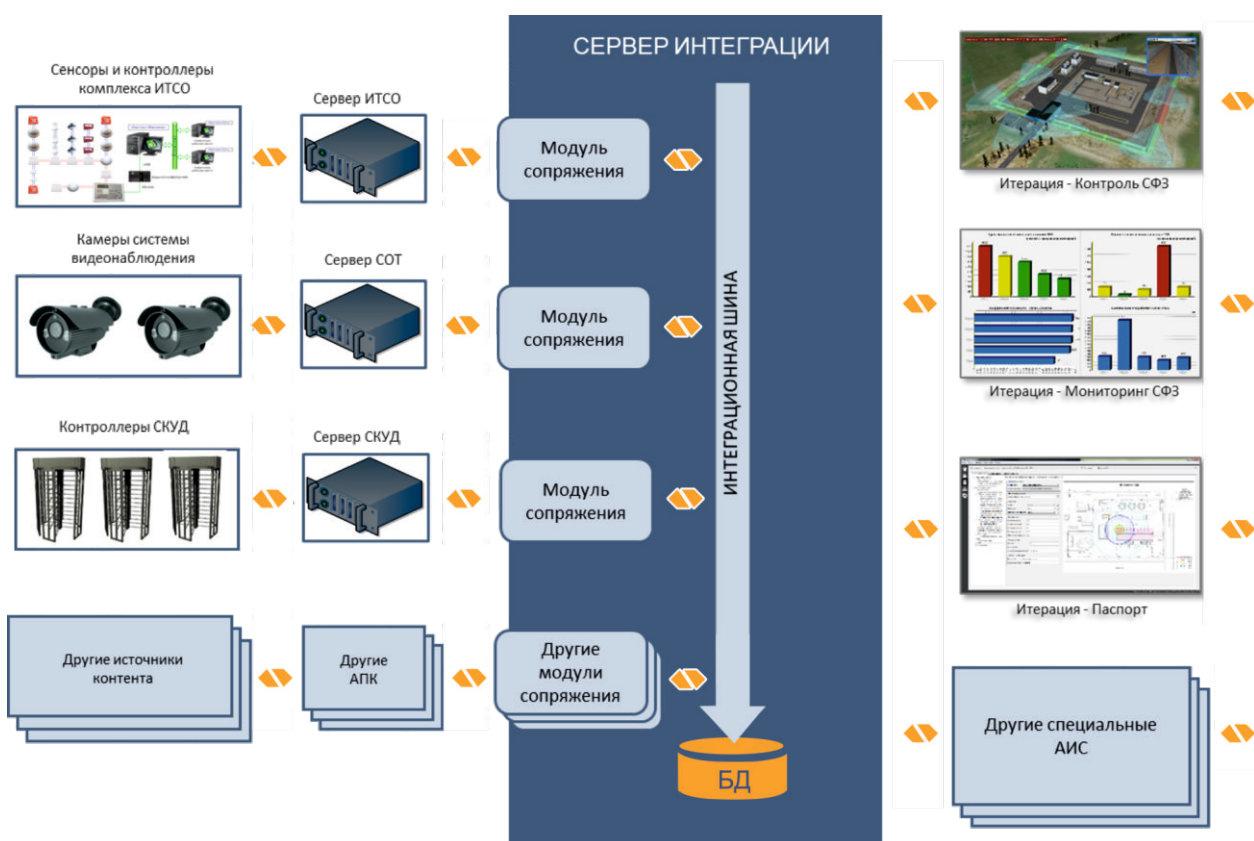 СЕРВЕР ИНТЕГРАЦИИ
Сенсоры и контроллеры
комплекса ИТСО
Сервер ИТСО
Модуль
сопряжения
Итерация - Контроль СФЗ
Камеры системы
видеонаблюдения
Сервер СОТ
Модуль
сопряжения
ИНТЕГРАЦИОННАЯ ШИНА
Итерация - Мониторинг СФЗ
Контроллеры СКУД
Сервер СКУД
Модуль
сопряжения
Итерация - Паспорт
Другие источники
контента
Другие
АПК
Другие
модули
сопряжения
Другие специальные
АИС
БД